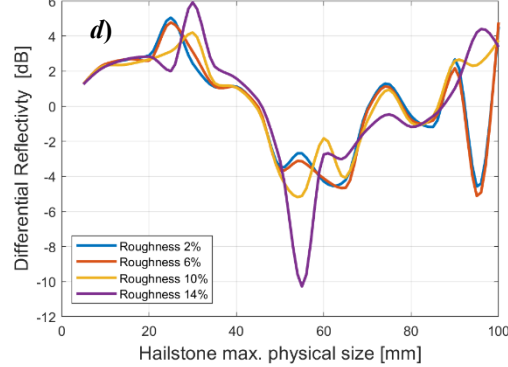 d)
Differential Reflectivty [dB]
6
4
2
0
-2
-4
-6
-8
-10
-12
Roughness 2%
Roughness 6%
Roughness 10%
Roughness 14%
0 20 40 60 80 100
Hailstone max. physical size [mm]